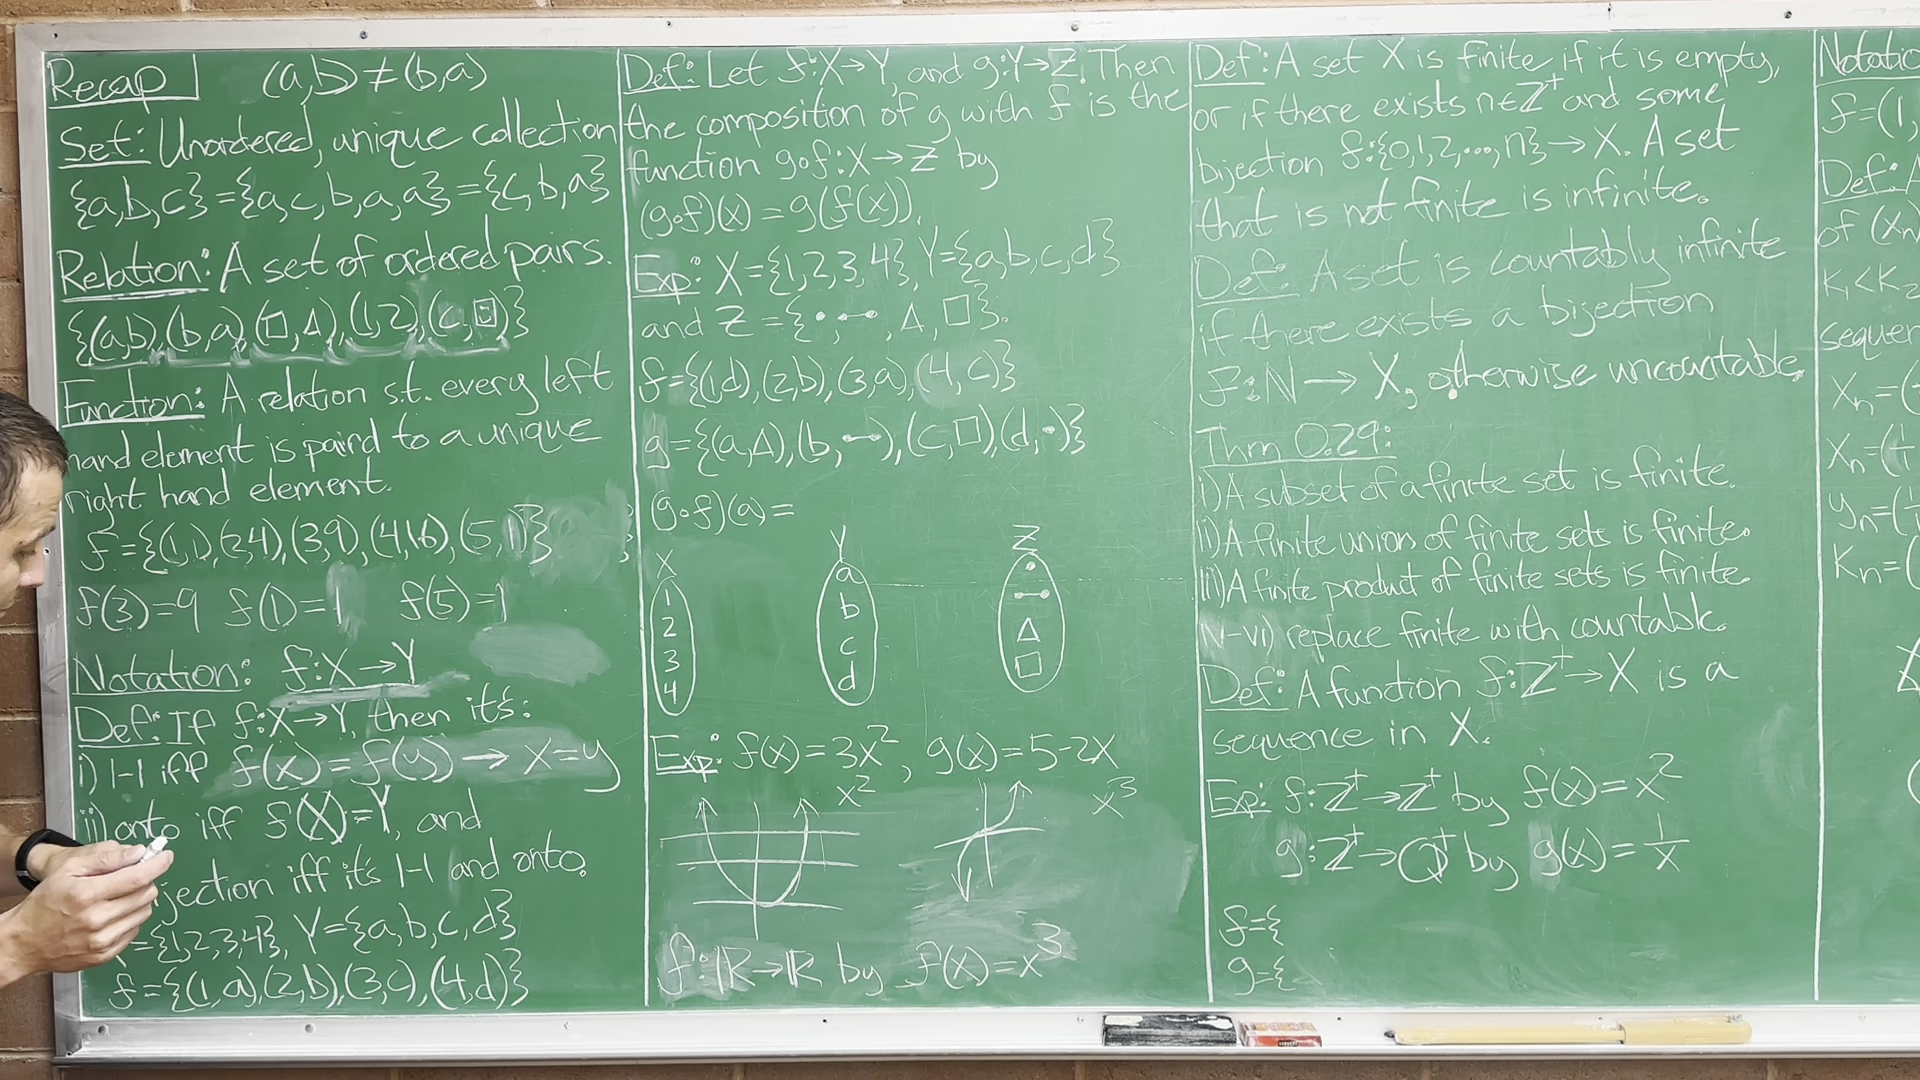 Recap (a,b) ≠ (b,a)
Set: Unordered, unique collection
{a,b,c} = {a,c,b,a,a} = {c,b,a}
Relation: A set of ordered pairs.
{(a,b),(b,a),(□,Δ),(1,2),(c,⊡)}
Function: A relation s.t. every left
hand element is paird to a unique
right hand element.
f={(1,1),(2,4),(3,9),(4,16),(5,1)}
f(3)=9 f(1)=1 f(5)=1
Notation: f:X→Y
Def: If f:X→Y, then it's:
i) 1-1 iff f(x)=f(y) → x=y
ii) onto iff f(X)=Y, and
jection iff it's 1-1 and onto.
={1,2,3,4}, Y={a,b,c,d}
f={(1,a),(2,b),(3,c),(4,d)}
Def: Let f:X→Y, and g:Y→Z. Then
the composition of g with f is the
function g∘f:X→Z by
(g∘f)(x) = g(f(x)).
Exp: X={1,2,3,4}, Y={a,b,c,d}
and Z={•,•–•,Δ,□}.
f={(1,d),(2,b),(3,a),(4,c)}
g={(a,Δ),(b,•–•),(c,□)(d,•)}
(g∘f)(a)=
X Y Z
1 a •
2 b •–•
3 c Δ
4 d □
Exp: f(x)=3x², g(x)=5-2x
x² x³
f:ℝ→ℝ by f(x)=x³
Def: A set X is finite if it is empty,
or if there exists n∈ℤ⁺ and some
bijection f:{0,1,2,...,n}→X. A set
that is not finite is infinite.
Def: A set is countably infinite
if there exists a bijection
f:ℕ→X, otherwise uncountable.
Thm 0.29:
i) A subset of a finite set is finite.
ii) A finite union of finite sets is finite.
iii) A finite product of finite sets is finite.
iv-vi) replace finite with countable.
Def: A function f:ℤ⁺→X is a
sequence in X.
Exp: f:ℤ⁺→ℤ⁺ by f(x)=x²
g:ℤ⁺→ℚ⁺ by g(x)=1/x
f={
g={
Notatio
f=(1,
Def: A
of (xₙ)
K₁<K₂
sequen
Xₙ=(
Xₙ=(
yₙ=(
Kₙ=(